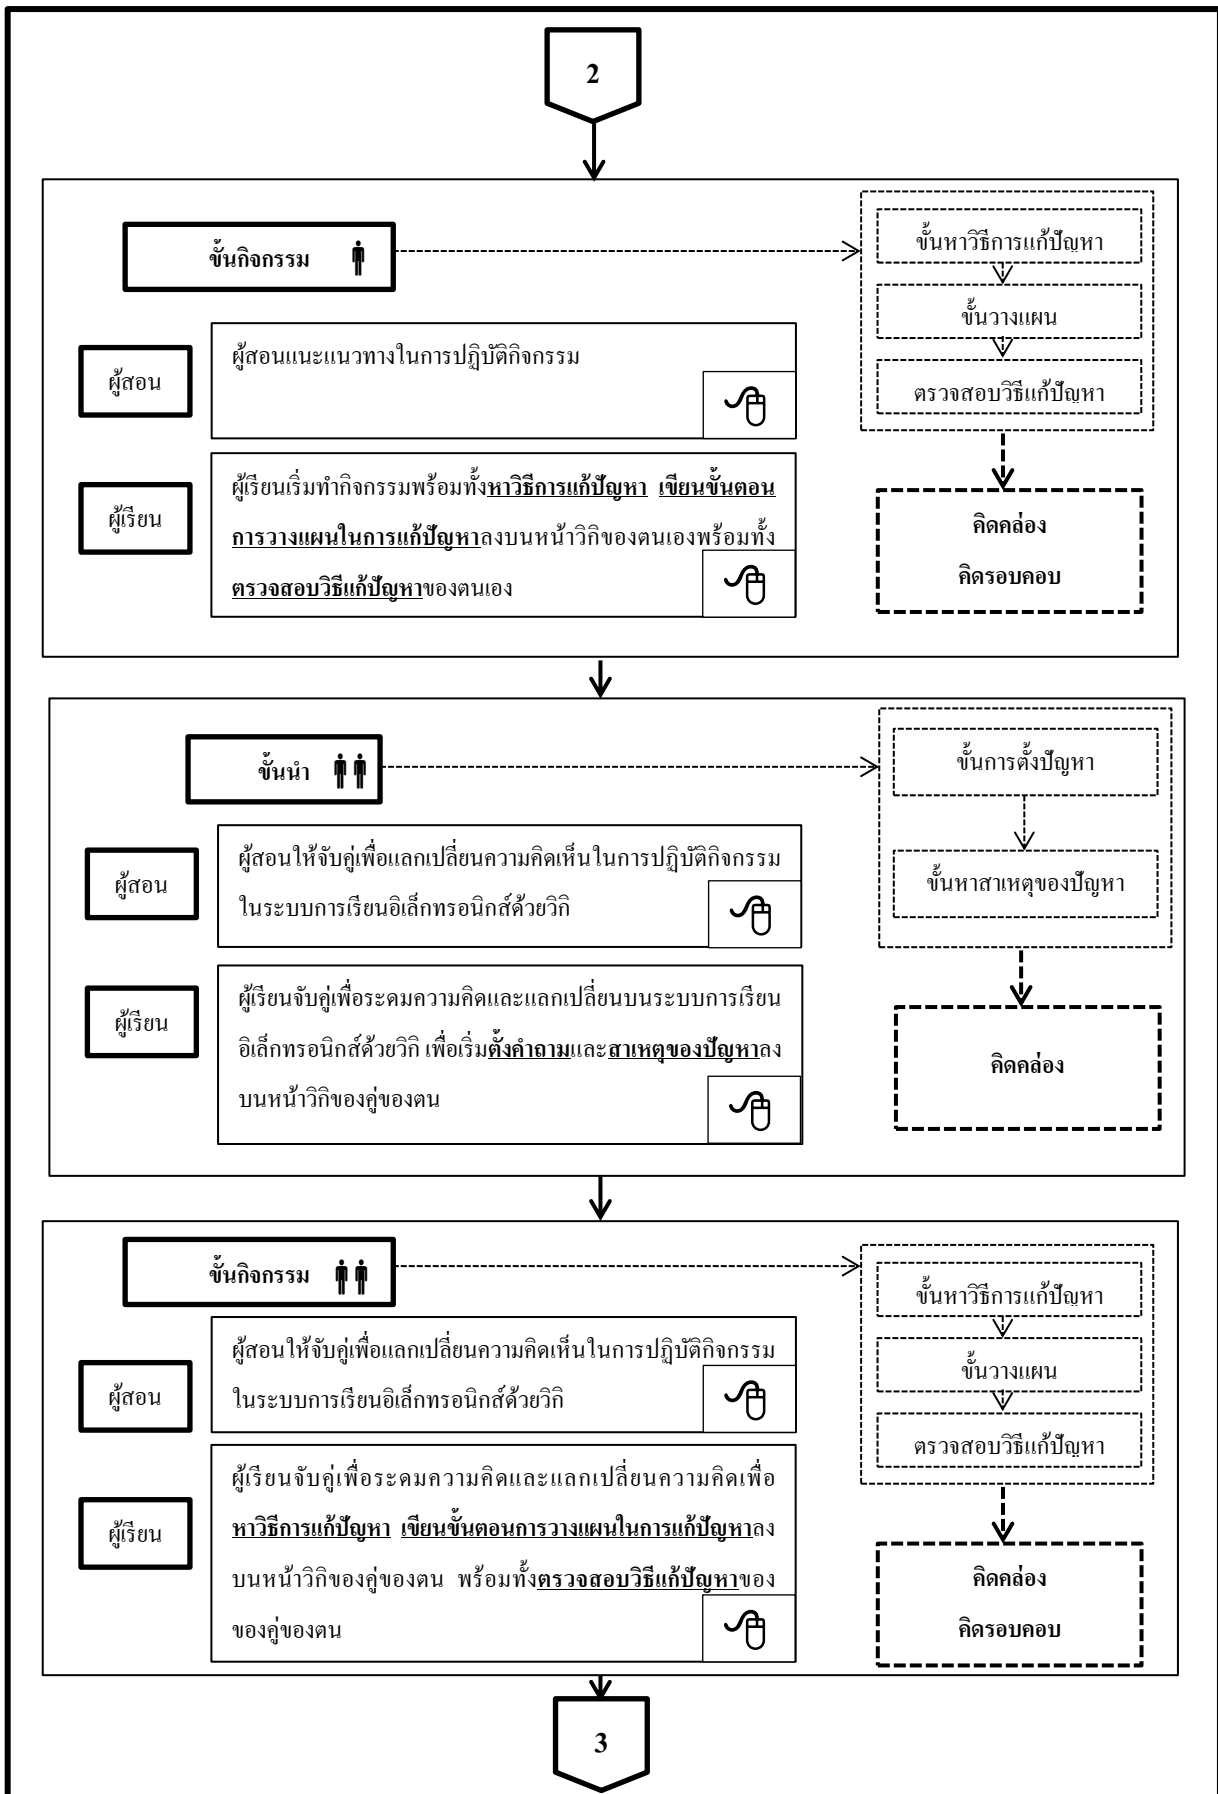 2
ขั้นกิจกรรม
ขั้นหาวิธีการแก้ปัญหา
ขั้นวางแผน
ตรวจสอบวิธีแก้ปัญหา
ผู้สอน
ผู้สอนแนะแนวทางในการปฏิบัติกิจกรรม
ผู้เรียน
ผู้เรียนเริ่มทำกิจกรรมพร้อมทั้งหาวิธีการแก้ปัญหา เขียนขั้นตอน
การวางแผนในการแก้ปัญหาลงบนหน้าวิกิของตนเองพร้อมทั้ง
ตรวจสอบวิธีแก้ปัญหาของตนเอง
คิดคล่อง
คิดรอบคอบ
ขั้นนำ
ขั้นการตั้งปัญหา
ขั้นหาสาเหตุของปัญหา
ผู้สอน
ผู้สอนให้จับคู่เพื่อแลกเปลี่ยนความคิดเห็นในการปฏิบัติกิจกรรม
ในระบบการเรียนอิเล็กทรอนิกส์ด้วยวิกิ
ผู้เรียน
ผู้เรียนจับคู่เพื่อระดมความคิดและแลกเปลี่ยนบนระบบการเรียน
อิเล็กทรอนิกส์ด้วยวิกิ เพื่อเริ่มตั้งคำถามและสาเหตุของปัญหาลง
บนหน้าวิกิของคู่ของตน
คิดคล่อง
ขั้นกิจกรรม
ขั้นหาวิธีการแก้ปัญหา
ขั้นวางแผน
ตรวจสอบวิธีแก้ปัญหา
ผู้สอน
ผู้สอนให้จับคู่เพื่อแลกเปลี่ยนความคิดเห็นในการปฏิบัติกิจกรรม
ในระบบการเรียนอิเล็กทรอนิกส์ด้วยวิกิ
ผู้เรียน
ผู้เรียนจับคู่เพื่อระดมความคิดและแลกเปลี่ยนความคิดเพื่อ
หาวิธีการแก้ปัญหา เขียนขั้นตอนการวางแผนในการแก้ปัญหาลง
บนหน้าวิกิของคู่ของตน พร้อมทั้งตรวจสอบวิธีแก้ปัญหาของ
ของคู่ของตน
คิดคล่อง
คิดรอบคอบ
3